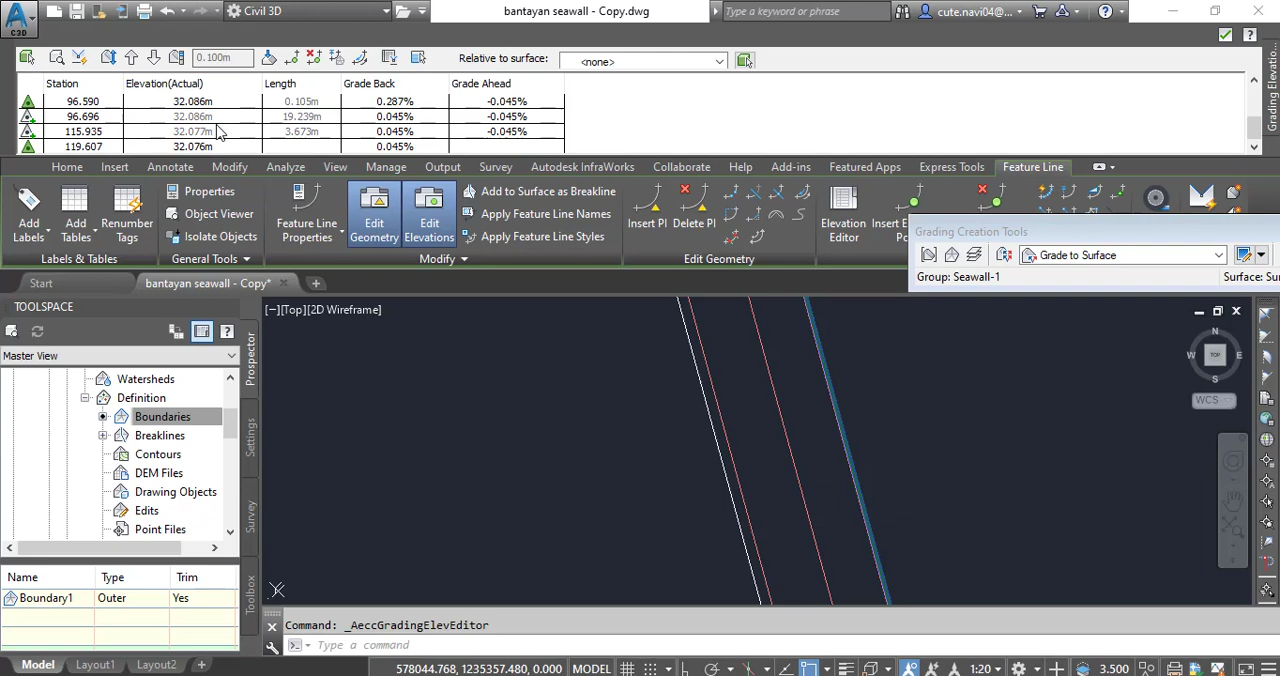 Civil 3D
bantayan seawall - Copy.dwg
Type a keyword or phrase
cute.navi04@...
C3D
0.100m
Relative to surface:
<none>
Station Elevation(Actual) Length Grade Back Grade Ahead
96.590 32.086m 0.105m 0.287% -0.045%
96.696 32.086m 19.239m 0.045% -0.045%
115.935 32.077m 3.673m 0.045% -0.045%
119.607 32.076m 0.045%
Grading Elevation
Home Insert Annotate Modify Analyze View Manage Output Survey Autodesk InfraWorks Collaborate Help Add-ins Featured Apps Express Tools Feature Line
Add Labels
Add Tables
Renumber Tags
Properties
Object Viewer
Isolate Objects
Feature Line Properties
Edit Geometry
Edit Elevations
Add to Surface as Breakline
Apply Feature Line Names
Apply Feature Line Styles
Insert PI
Delete PI
Elevation Editor
Labels & Tables
General Tools
Modify
Edit Geometry
Grading Creation Tools
Grade to Surface
Group: Seawall-1
Start
bantayan seawall - Copy*
TOOLSPACE
Master View
Watersheds
Definition
Boundaries
Breaklines
Contours
DEM Files
Drawing Objects
Edits
Point Files
Prospector
Settings
Survey
Toolbox
Name Type Trim
Boundary1 Outer Yes
[−][Top][2D Wireframe]
N
W
TOP
E
S
WCS
Command: _AeccGradingElevEditor
Type a command
Model Layout1 Layout2
578044.768, 1235357.480, 0.000 MODEL
1:20
3.500